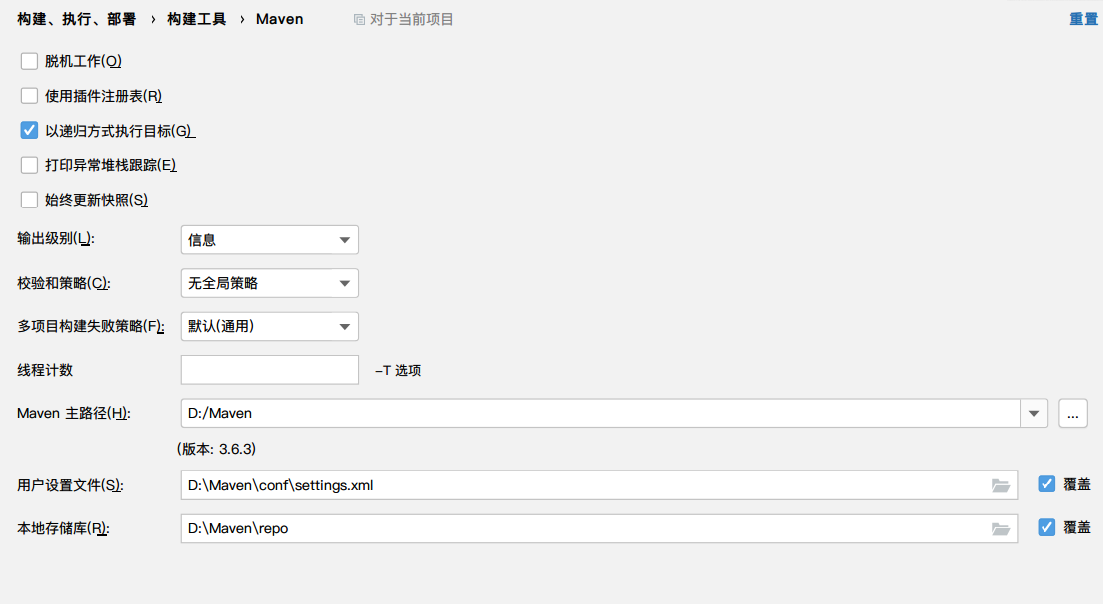 构建、执行、部署 › 构建工具 › Maven 对于当前项目 重置
脱机工作(O)
使用插件注册表(R)
以递归方式执行目标(G)
打印异常堆栈跟踪(E)
始终更新快照(S)
输出级别(L): 信息
校验和策略(C): 无全局策略
多项目构建失败策略(F): 默认(通用)
线程计数 -T 选项
Maven 主路径(H): D:/Maven ...
(版本: 3.6.3)
用户设置文件(S): D:\Maven\conf\settings.xml 覆盖
本地存储库(R): D:\Maven\repo 覆盖